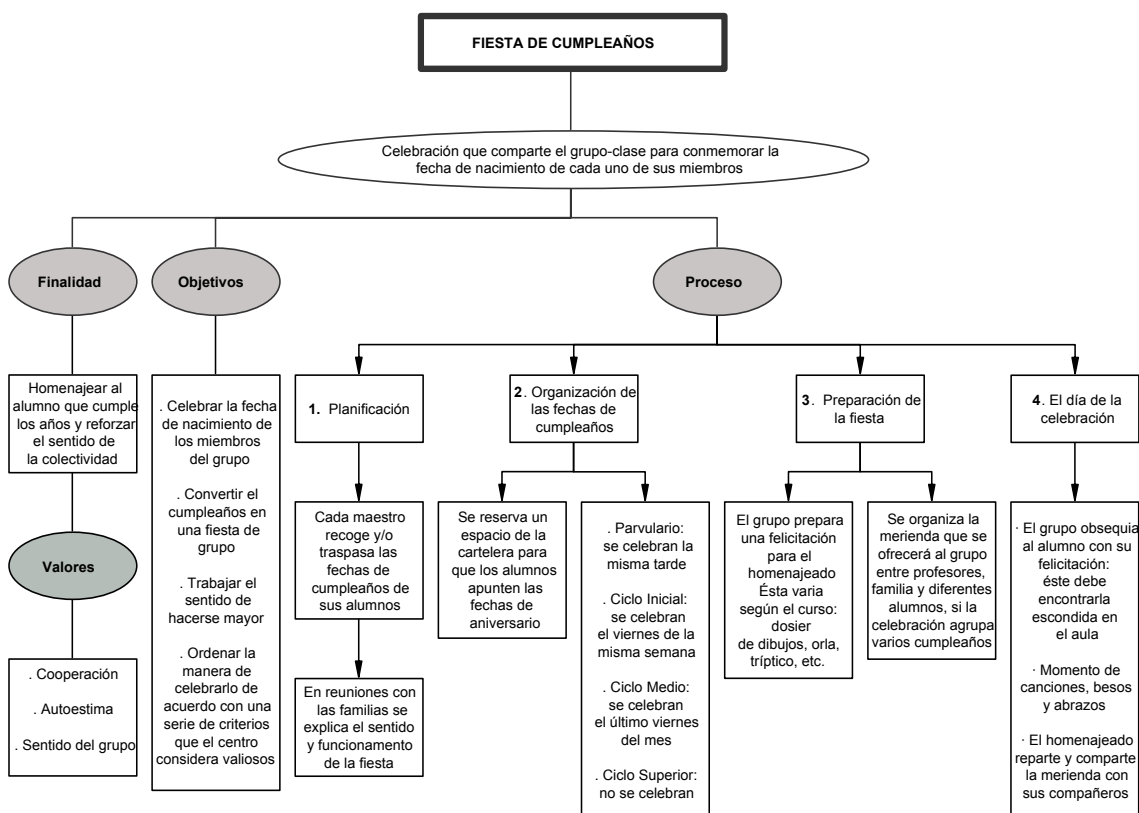 FIESTA DE CUMPLEAÑOS
Celebración que comparte el grupo-clase para conmemorar la
fecha de nacimiento de cada uno de sus miembros
Finalidad
Objetivos
Proceso
Homenajear al
alumno que cumple
los años y reforzar
el sentido de
la colectividad
Valores
. Cooperación
. Autoestima
. Sentido del grupo
. Celebrar la fecha
de nacimiento de
los miembros
del grupo
. Convertir el
cumpleaños en
una fiesta de
grupo
. Trabajar el
sentido de
hacerse mayor
. Ordenar la
manera de
celebrarlo de
acuerdo con una
serie de criterios
que el centro
considera valiosos
1. Planificación
Cada maestro
recoge y/o
traspasa las
fechas de
cumpleaños de
sus alumnos
En reuniones con
las familias se
explica el sentido
y funcionamento
de la fiesta
2. Organización de
las fechas de
cumpleaños
Se reserva un
espacio de la
cartelera para
que los alumnos
apunten las
fechas de
aniversario
. Parvulario:
se celebran la
misma tarde
. Ciclo Inicial:
se celebran
el viernes de la
misma semana
. Ciclo Medio:
se celebran
el último viernes
del mes
. Ciclo Superior:
no se celebran
3. Preparación de
la fiesta
El grupo prepara
una felicitación
para el
homenajeado
Ésta varia
según el curso:
dosier
de dibujos, orla,
tríptico, etc.
Se organiza la
merienda que se
ofrecerá al grupo
entre profesores,
familia y diferentes
alumnos, si la
celebración agrupa
varios cumpleaños
4. El día de la
celebración
· El grupo obsequia
al alumno con su
felicitación:
éste debe
encontrarla
escondida en
el aula
· Momento de
canciones, besos
y abrazos
· El homenajeado
reparte y comparte
la merienda con
sus compañeros